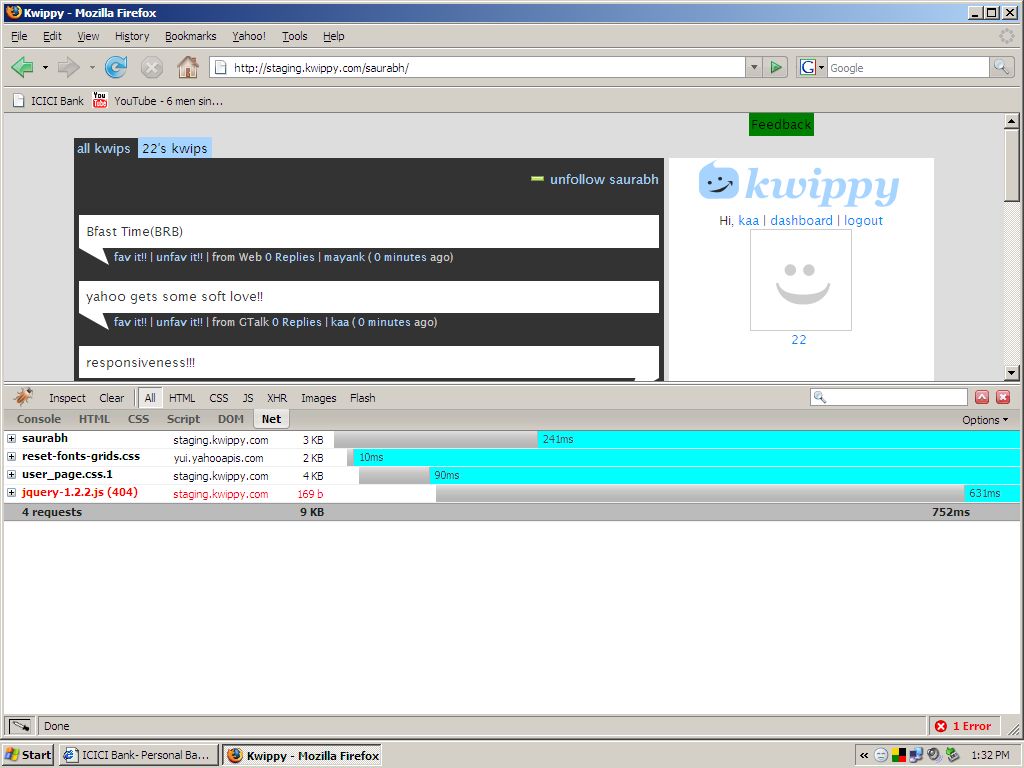 Kwippy - Mozilla Firefox
File Edit View History Bookmarks Yahoo! Tools Help
http://staging.kwippy.com/saurabh/ G Google
ICICI Bank You Tube YouTube - 6 men sin...
Feedback
all kwips 22's kwips
unfollow saurabh
kwippy
Hi, kaa | dashboard | logout
22
Bfast Time(BRB)
fav it!! | unfav it!! | from Web 0 Replies | mayank ( 0 minutes ago)
yahoo gets some soft love!!
fav it!! | unfav it!! | from GTalk 0 Replies | kaa ( 0 minutes ago)
responsiveness!!!
Inspect Clear All HTML CSS JS XHR Images Flash
Console HTML CSS Script DOM Net Options
saurabh staging.kwippy.com 3 KB 241ms
reset-fonts-grids.css yui.yahooapis.com 2 KB 10ms
user_page.css.1 staging.kwippy.com 4 KB 90ms
jquery-1.2.2.js (404) staging.kwippy.com 169 b 631ms
4 requests 9 KB 752ms
Done 1 Error
Start ICICI Bank- Personal Ba... Kwippy - Mozilla Firefox « 1:32 PM